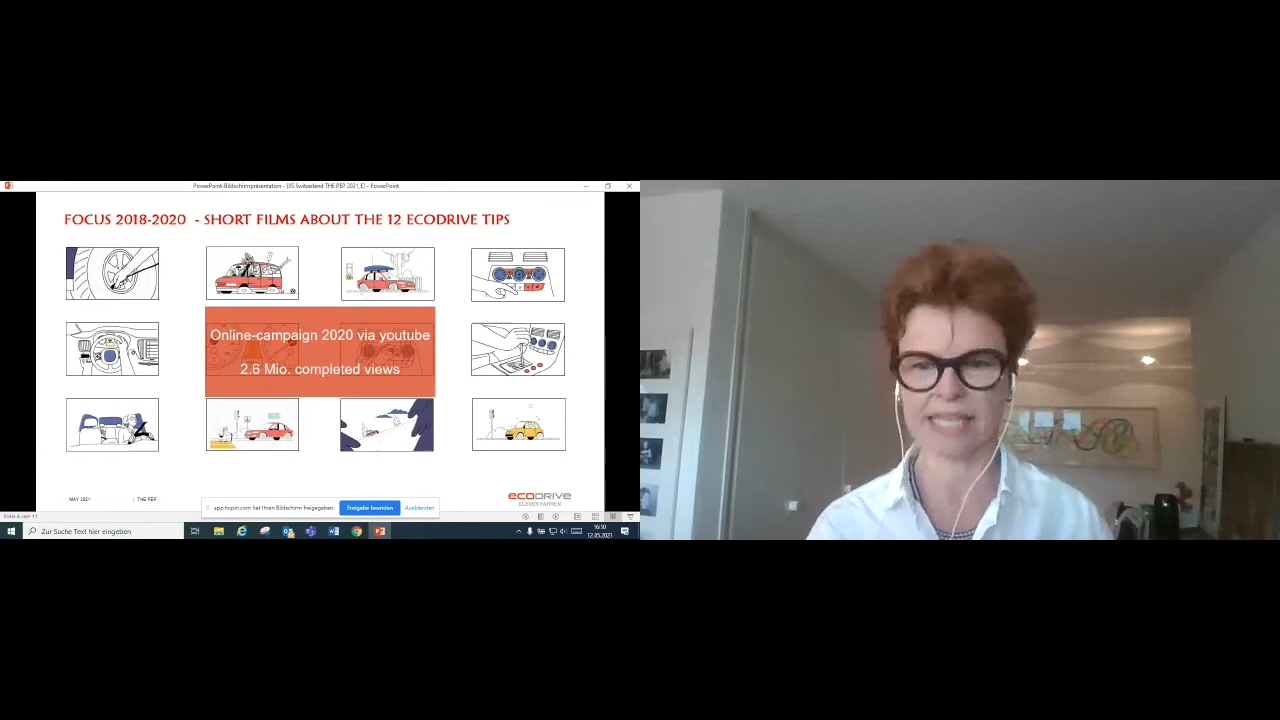 PowerPoint-Bildschirmpräsentation - [05 Switzerland THE PEP 2021_E] - PowerPoint
FOCUS 2018-2020 - SHORT FILMS ABOUT THE 12 ECODRIVE TIPS
Online-campaign 2020 via youtube
2.6 Mio. completed views
MAY 2021 | THE PEP
ECODRIVE
CLEVER FAHREN
app.hopin.com hat Ihren Bildschirm freigegeben. Freigabe beenden Ausblenden
Zur Suche Text hier eingeben
16:50
12.05.2021